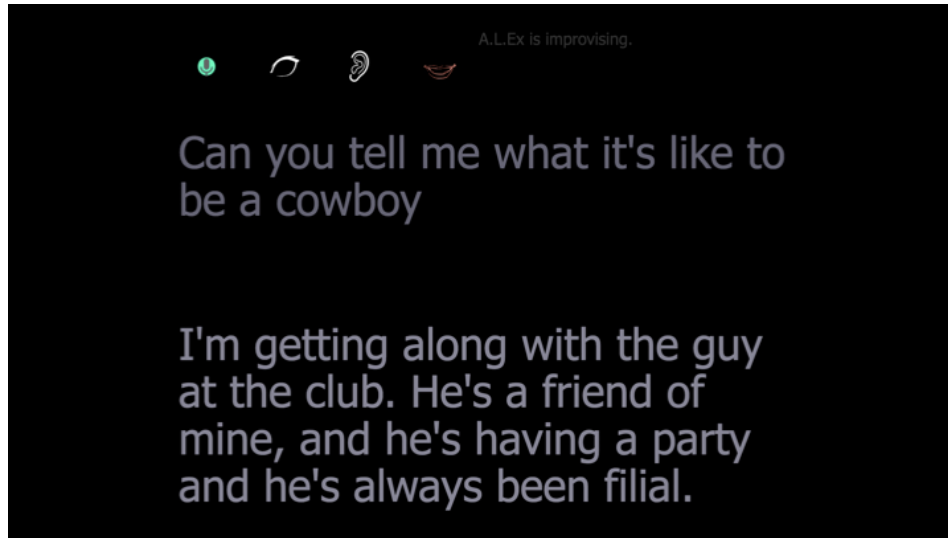 A.L.Ex is improvising.
Can you tell me what it's like to
be a cowboy
I'm getting along with the guy
at the club. He's a friend of
mine, and he's having a party
and he's always been filial.